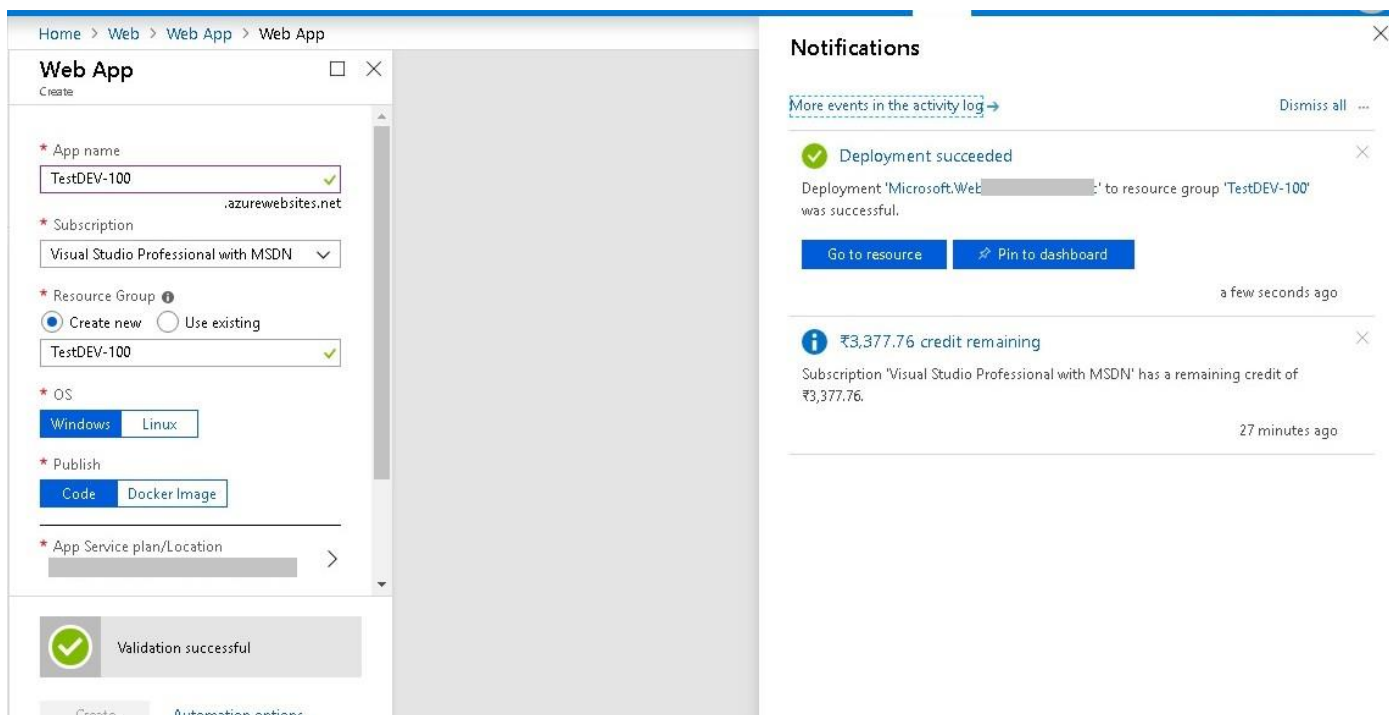 Home > Web > Web App > Web App
Web App
Create
* App name
TestDEV-100
.azurewebsites.net
* Subscription
Visual Studio Professional with MSDN
* Resource Group
Create new Use existing
TestDEV-100
* OS
Windows Linux
* Publish
Code Docker Image
* App Service plan/Location
Validation successful
Create Automation options
Notifications
More events in the activity log →
Dismiss all ...
Deployment succeeded
Deployment 'Microsoft.Web :' to resource group 'TestDEV-100'
was successful.
Go to resource Pin to dashboard
a few seconds ago
₹3,377.76 credit remaining
Subscription 'Visual Studio Professional with MSDN' has a remaining credit of
₹3,377.76.
27 minutes ago